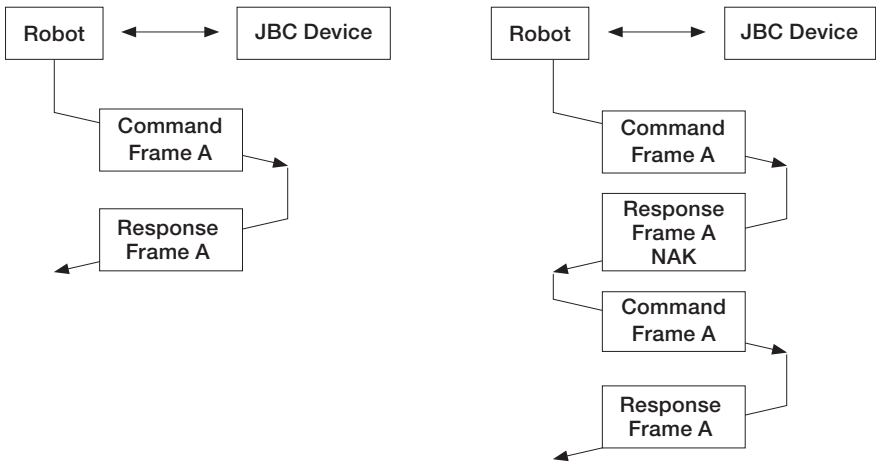 Robot
JBC Device
Command
Frame A
Response
Frame A
Robot
JBC Device
Command
Frame A
Response
Frame A
NAK
Command
Frame A
Response
Frame A